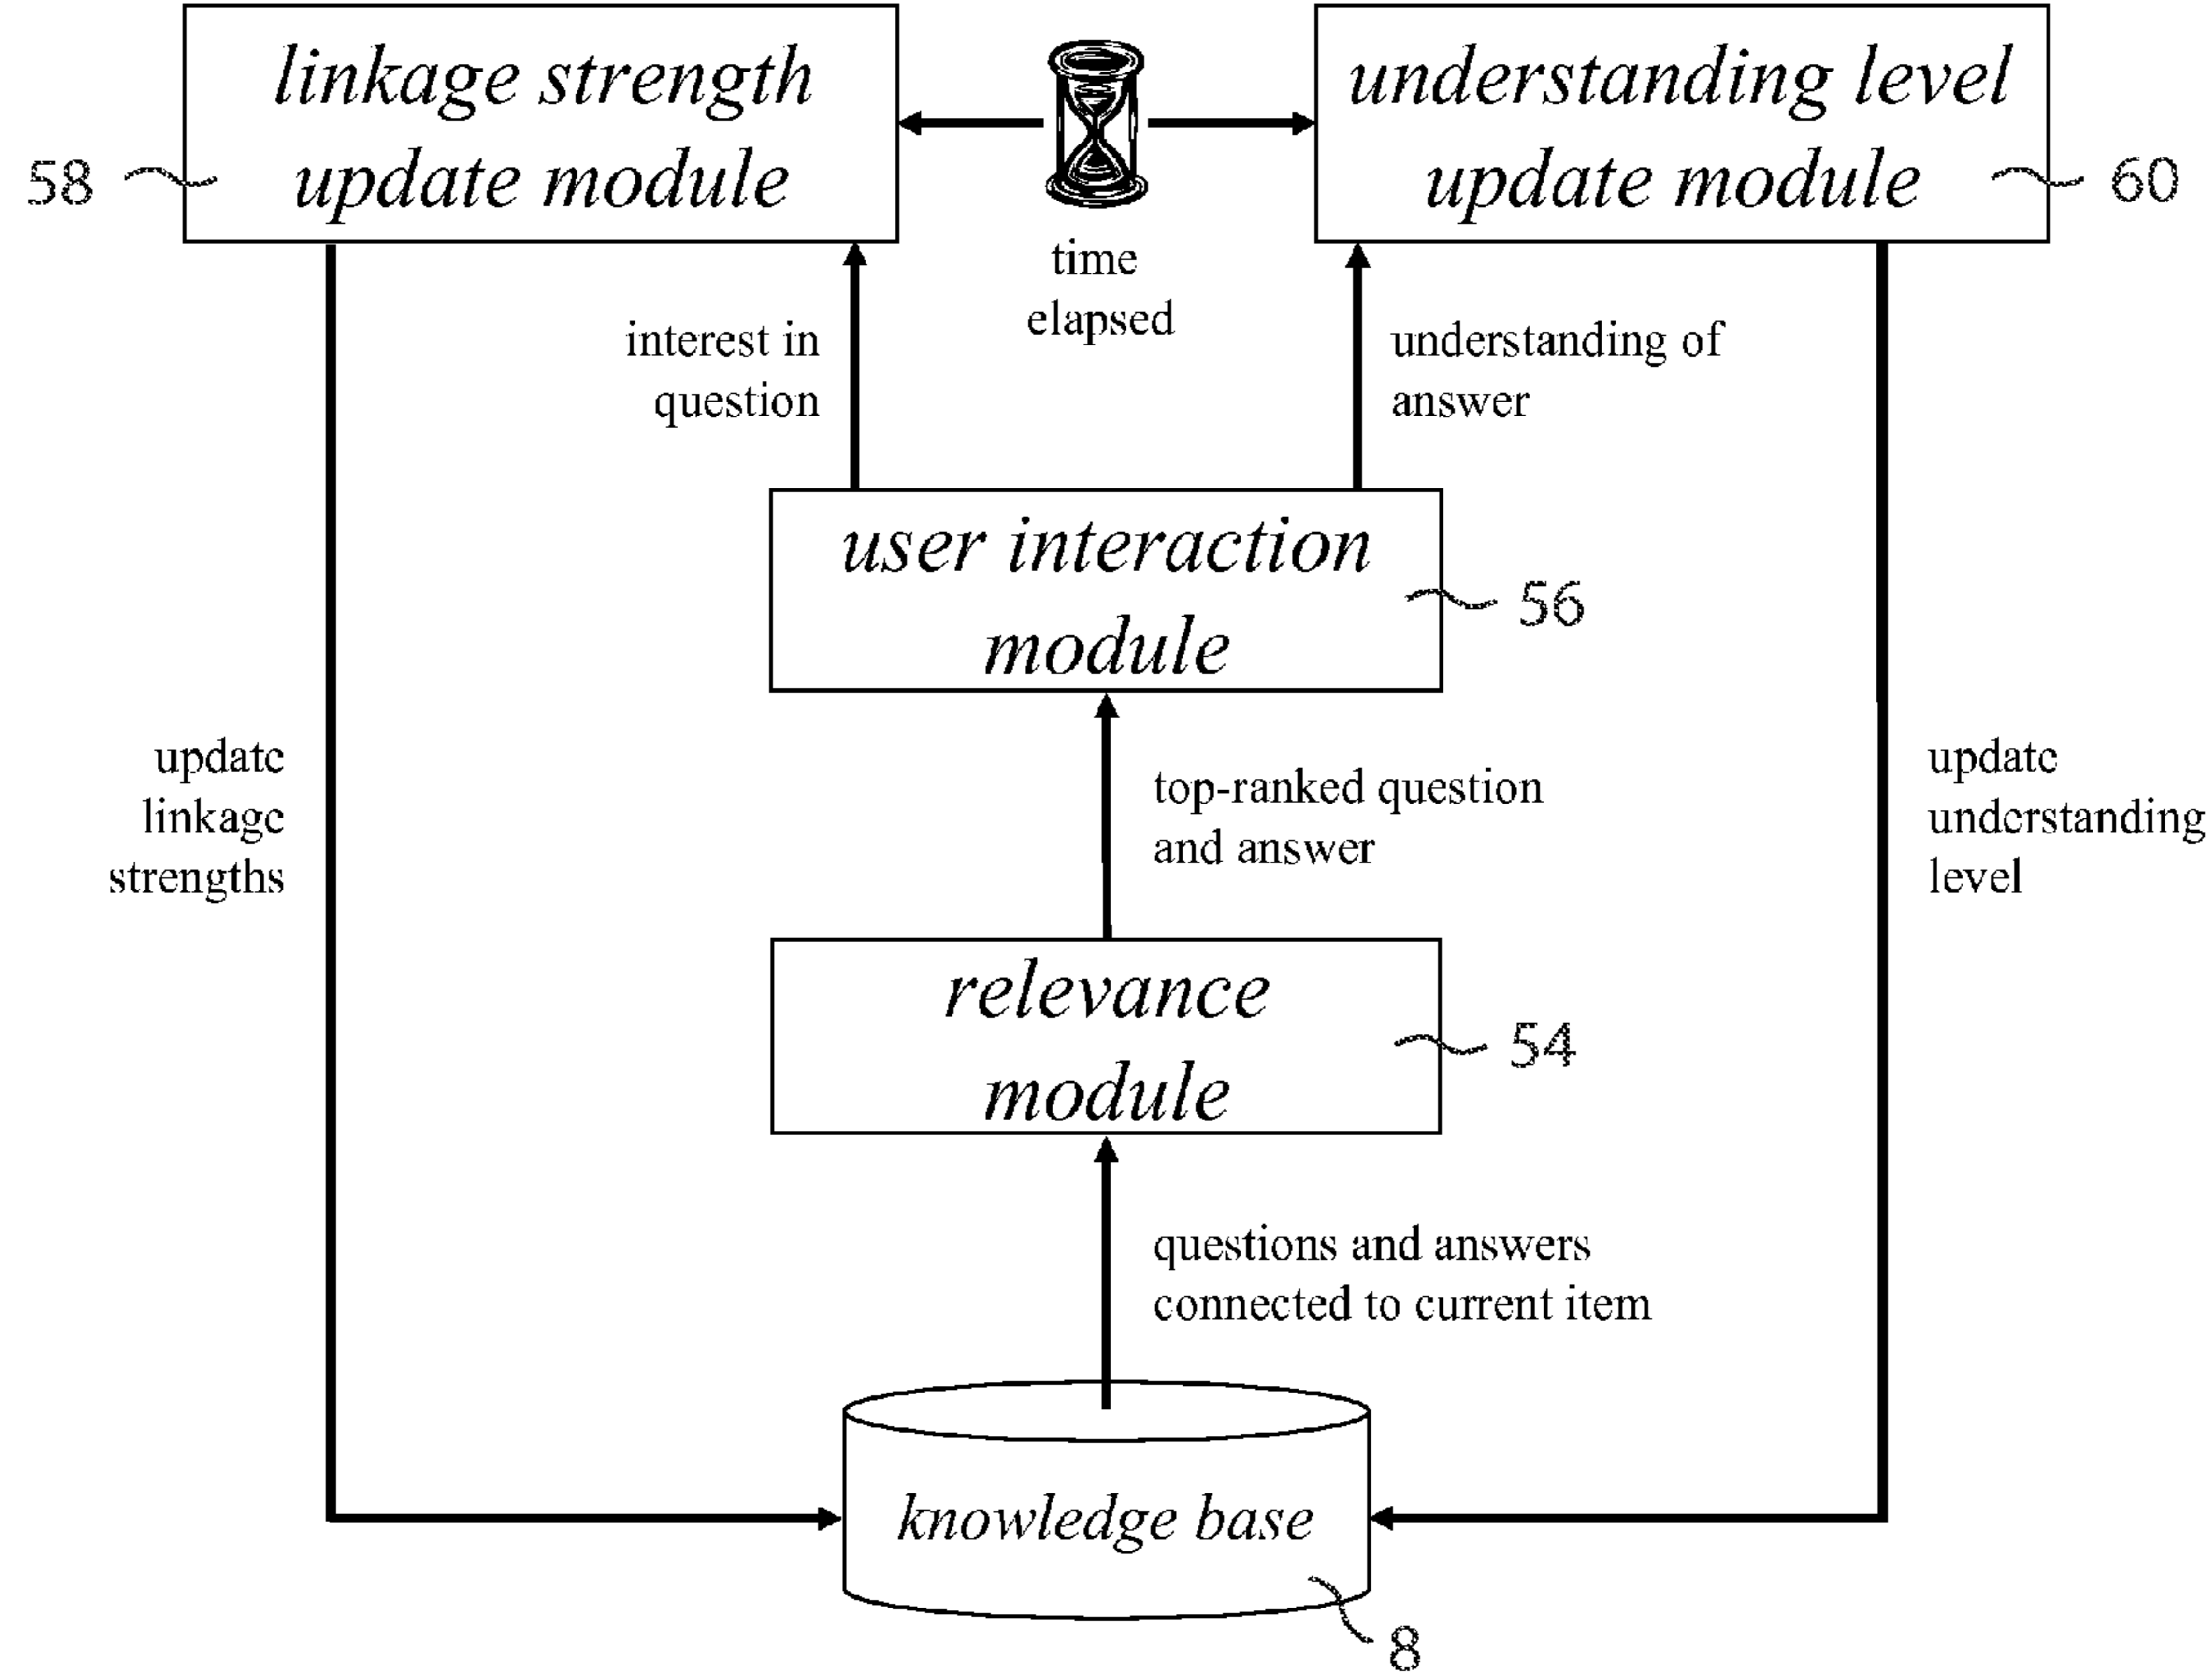 linkage strength
update module
58
time
elapsed
understanding level
update module
60
interest in
question
understanding of
answer
user interaction
module
56
update
linkage
strengths
top-ranked question
and answer
update
understanding
level
relevance
module
54
questions and answers
connected to current item
knowledge base
8